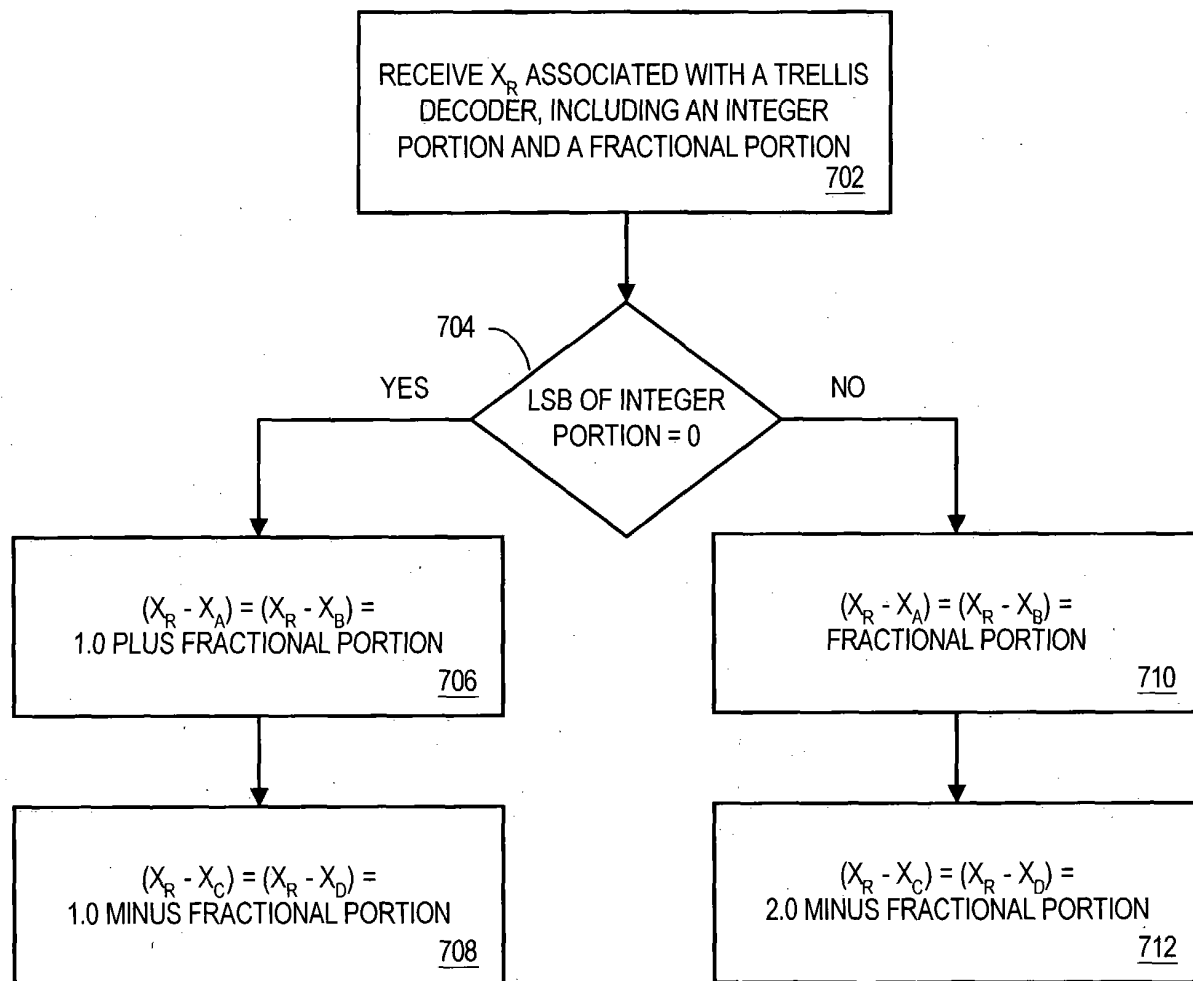 RECEIVE X_R ASSOCIATED WITH A TRELLIS
DECODER, INCLUDING AN INTEGER
PORTION AND A FRACTIONAL PORTION
702
704
YES
LSB OF INTEGER
PORTION = 0
NO
(X_R - X_A) = (X_R - X_B) =
1.0 PLUS FRACTIONAL PORTION
706
(X_R - X_A) = (X_R - X_B) =
FRACTIONAL PORTION
710
(X_R - X_C) = (X_R - X_D) =
1.0 MINUS FRACTIONAL PORTION
708
(X_R - X_C) = (X_R - X_D) =
2.0 MINUS FRACTIONAL PORTION
712